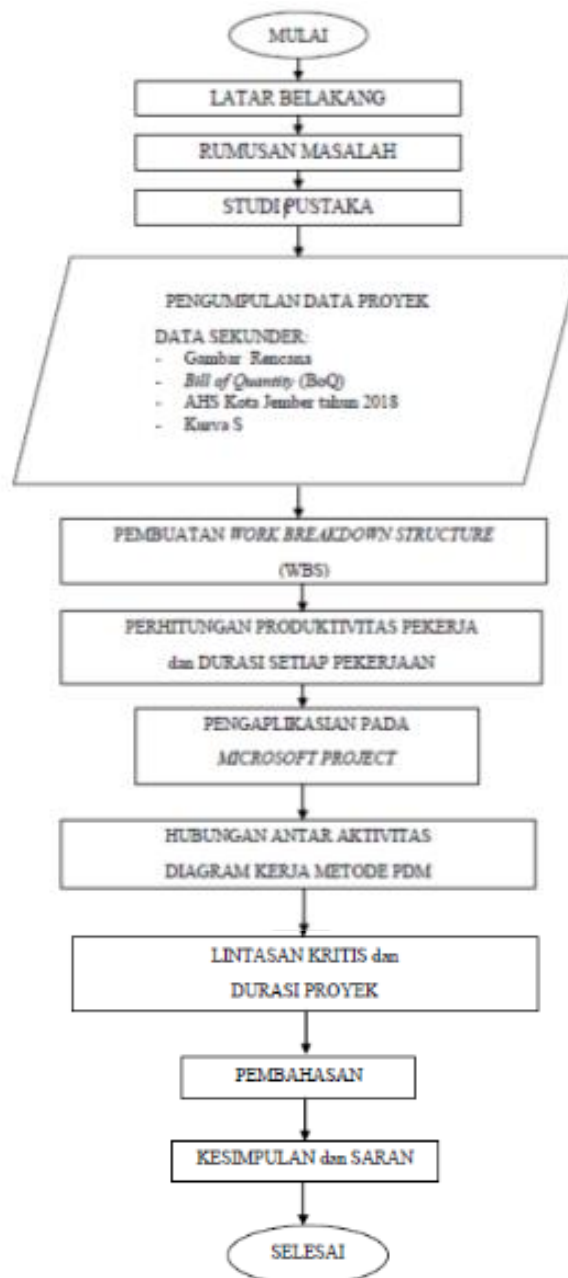 MULAI
LATAR BELAKANG
RUMUSAN MASALAH
STUDI PUSTAKA
PENGUMPULAN DATA PROYEK
DATA SEKUNDER:
- Gambar Rencana
- Bill of Quantity (BoQ)
- AHS Kota Jember tahun 2018
- Kurva S
PEMBUATAN WORK BREAKDOWN STRUCTURE
(WBS)
PERHITUNGAN PRODUKTIVITAS PEKERJA
dan DURASI SETIAP PEKERJAAN
PENGAPLIKASIAN PADA
MICROSOFT PROJECT
HUBUNGAN ANTAR AKTIVITAS
DIAGRAM KERJA METODE PDM
LINTASAN KRITIS dan
DURASI PROYEK
PEMBAHASAN
KESIMPULAN dan SARAN
SELESAI